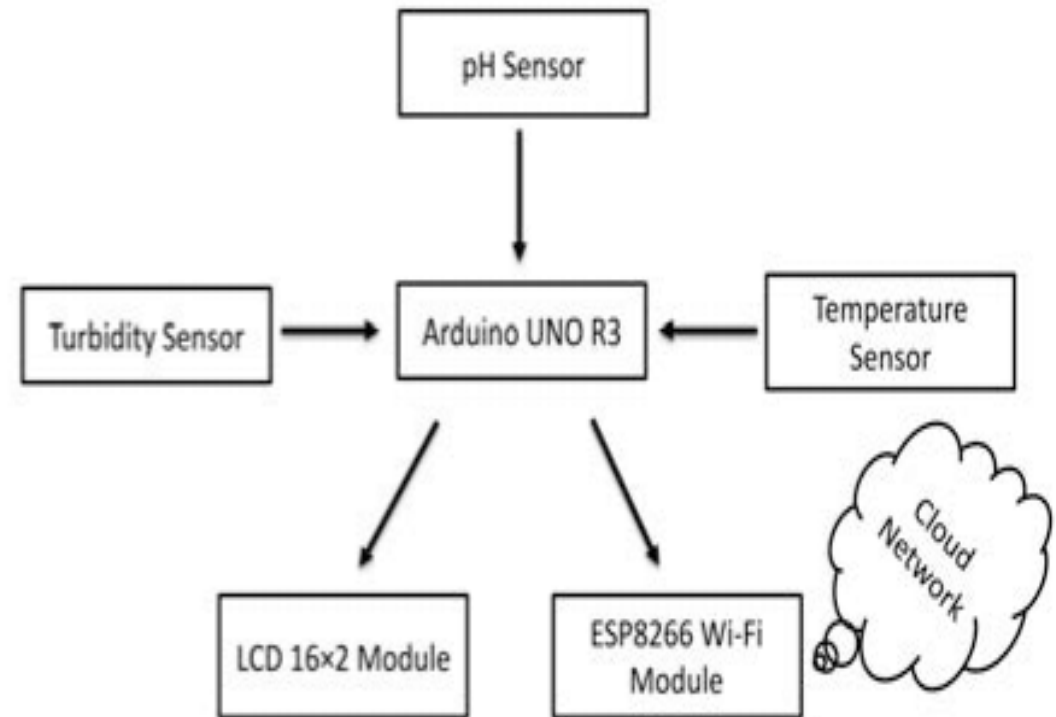 pH Sensor
Turbidity Sensor
Arduino UNO R3
Temperature
Sensor
Cloud
Network
LCD 16×2 Module
ESP8266 Wi-Fi
Module